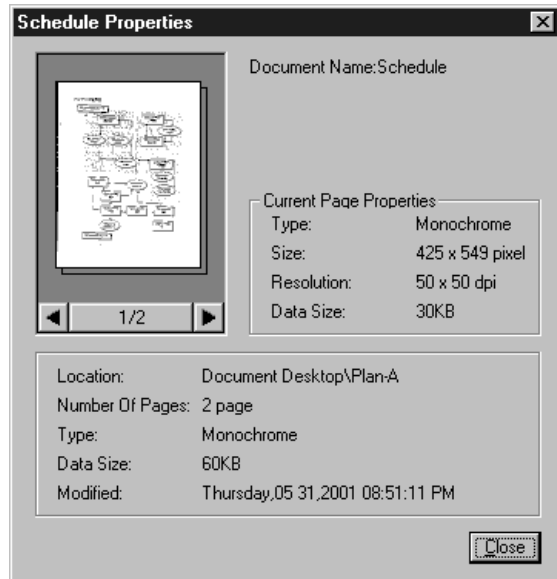 Schedule Properties
Document Name:Schedule
Current Page Properties
Type: Monochrome
Size: 425 x 549 pixel
Resolution: 50 x 50 dpi
Data Size: 30KB
1/2
Location: Document Desktop\Plan-A
Number Of Pages: 2 page
Type: Monochrome
Data Size: 60KB
Modified: Thursday,05 31,2001 08:51:11 PM
Close